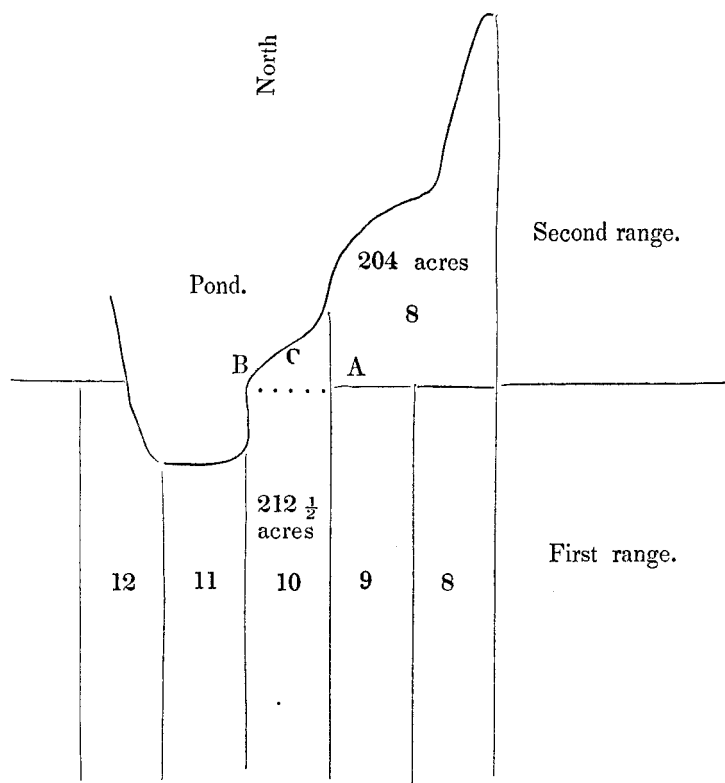 North
Second range.
204 acres
8
Pond.
B
C
A
212 ½
acres
First range.
12
11
10
9
8